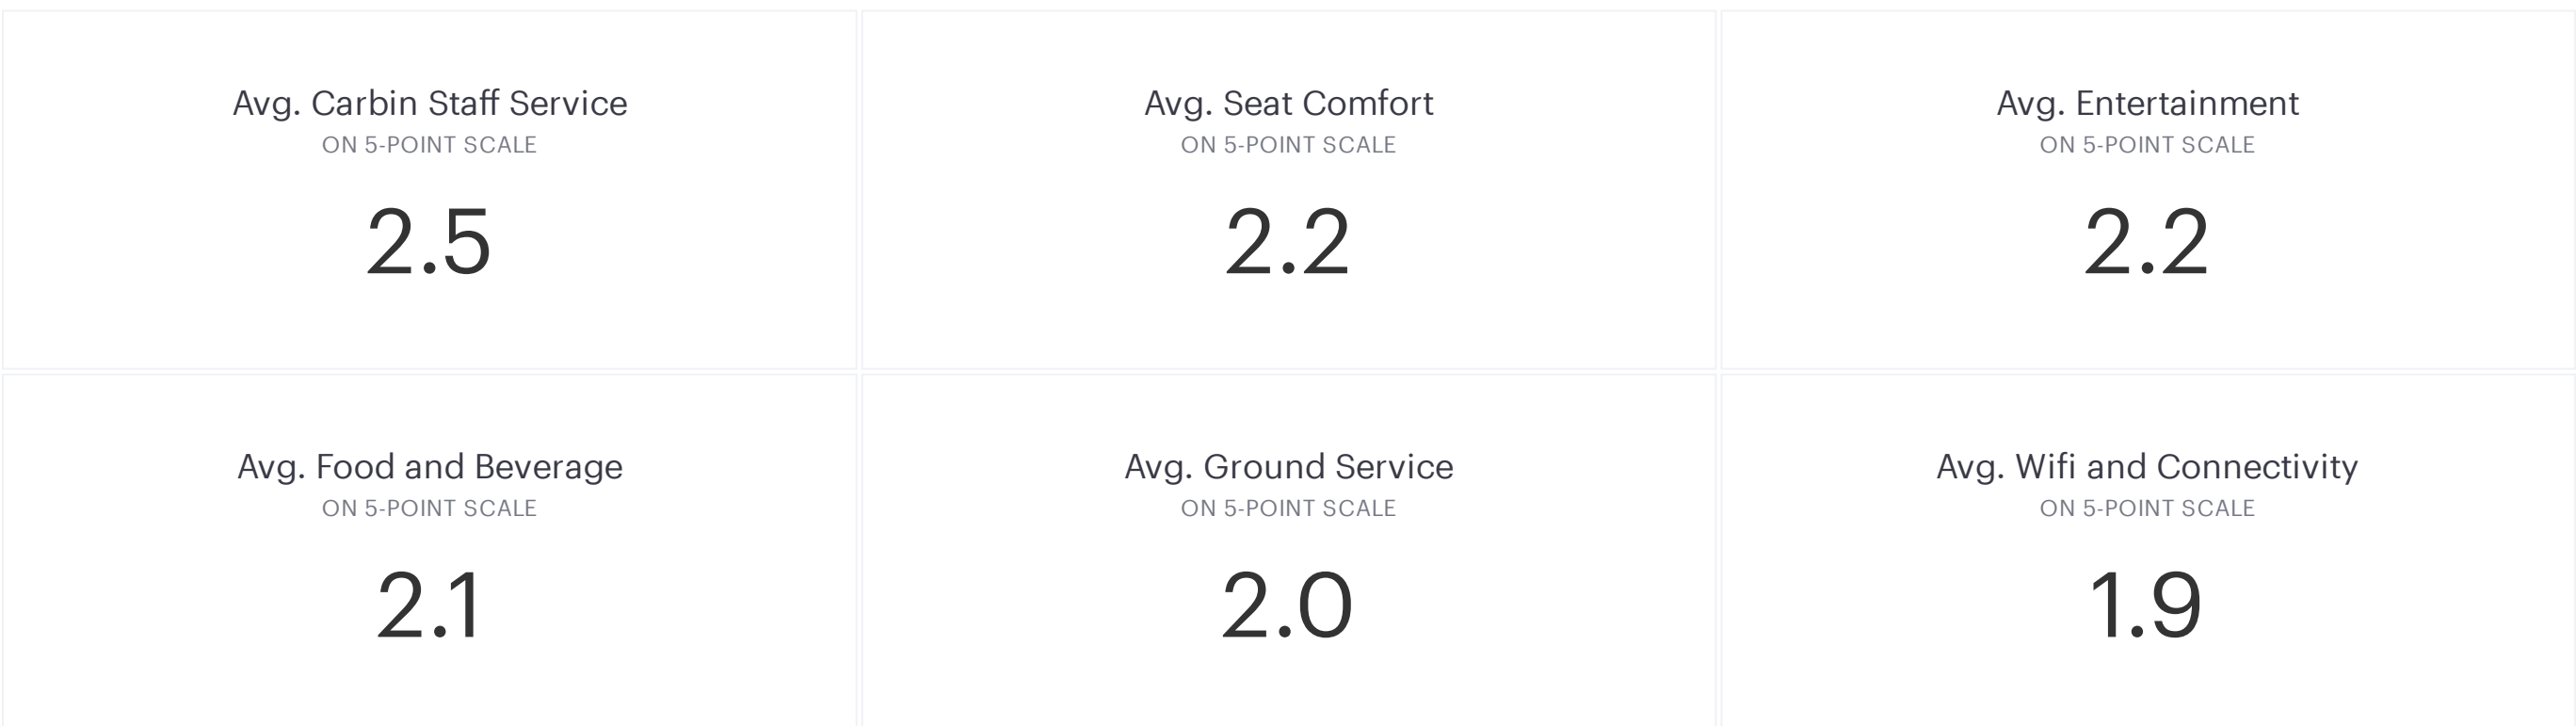 Avg. Carbin Staff Service
ON 5-POINT SCALE
2.5
Avg. Seat Comfort
ON 5-POINT SCALE
2.2
Avg. Entertainment
ON 5-POINT SCALE
2.2
Avg. Food and Beverage
ON 5-POINT SCALE
2.1
Avg. Ground Service
ON 5-POINT SCALE
2.0
Avg. Wifi and Connectivity
ON 5-POINT SCALE
1.9